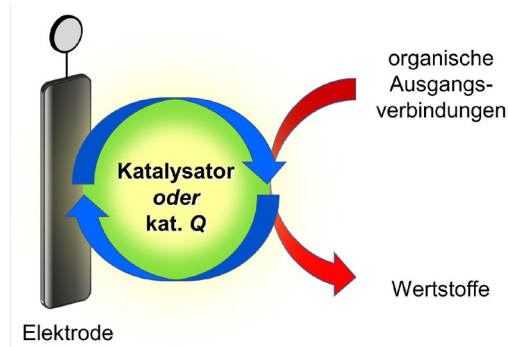 organische
Ausgangs-
verbindungen
Katalysator
oder
kat. Q
Wertstoffe
Elektrode